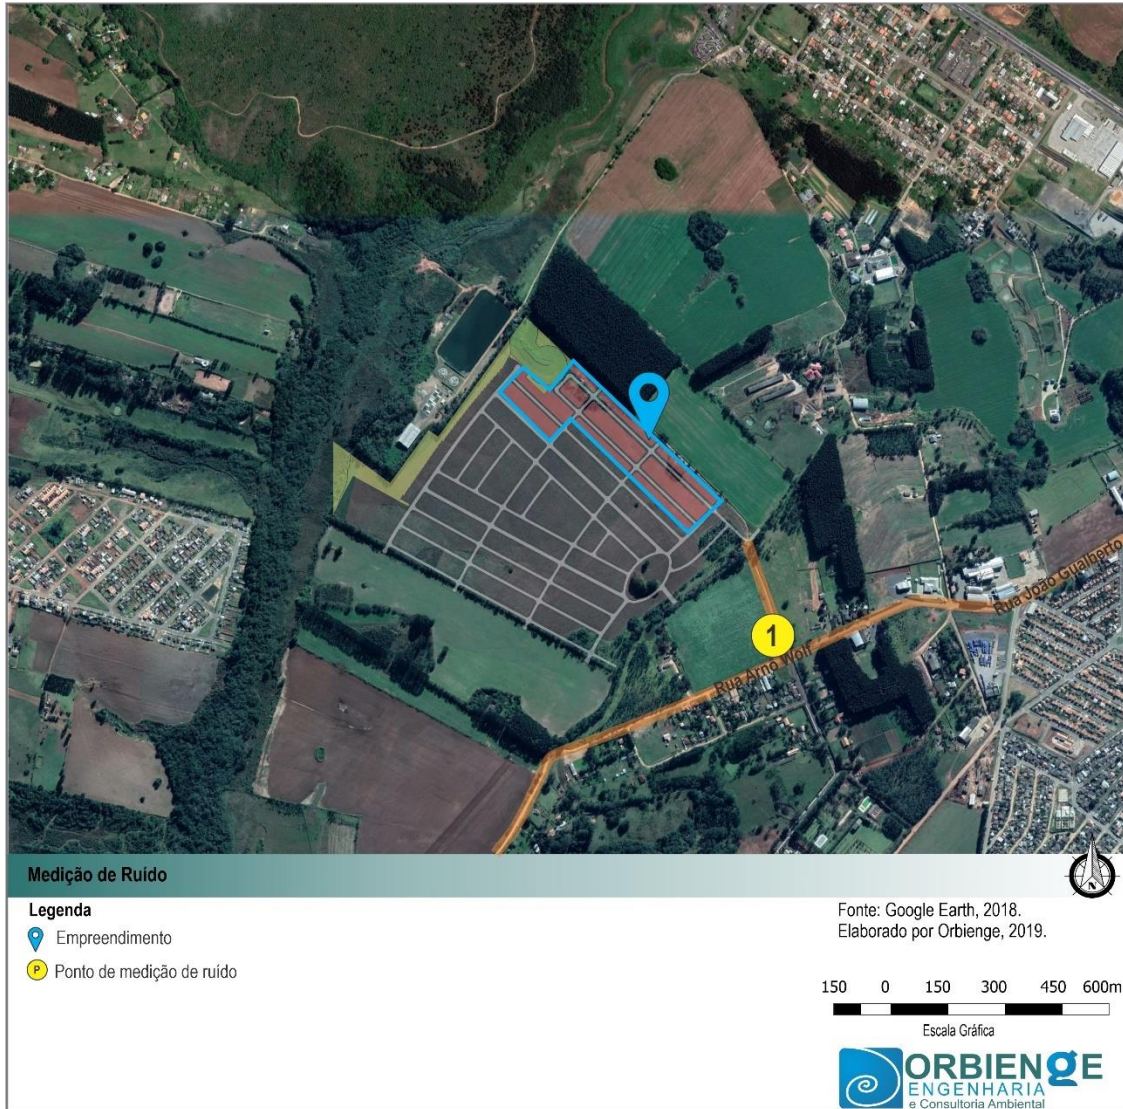 Rua João Gualberto
1
Rua Arno Wolf
Medição de Ruído
N
Legenda
Empreendimento
P Ponto de medição de ruído
Fonte: Google Earth, 2018.
Elaborado por Orbienge, 2019.
150 0 150 300 450 600m
Escala Gráfica
ORBIENGE
ENGENHARIA
e Consultoria Ambiental